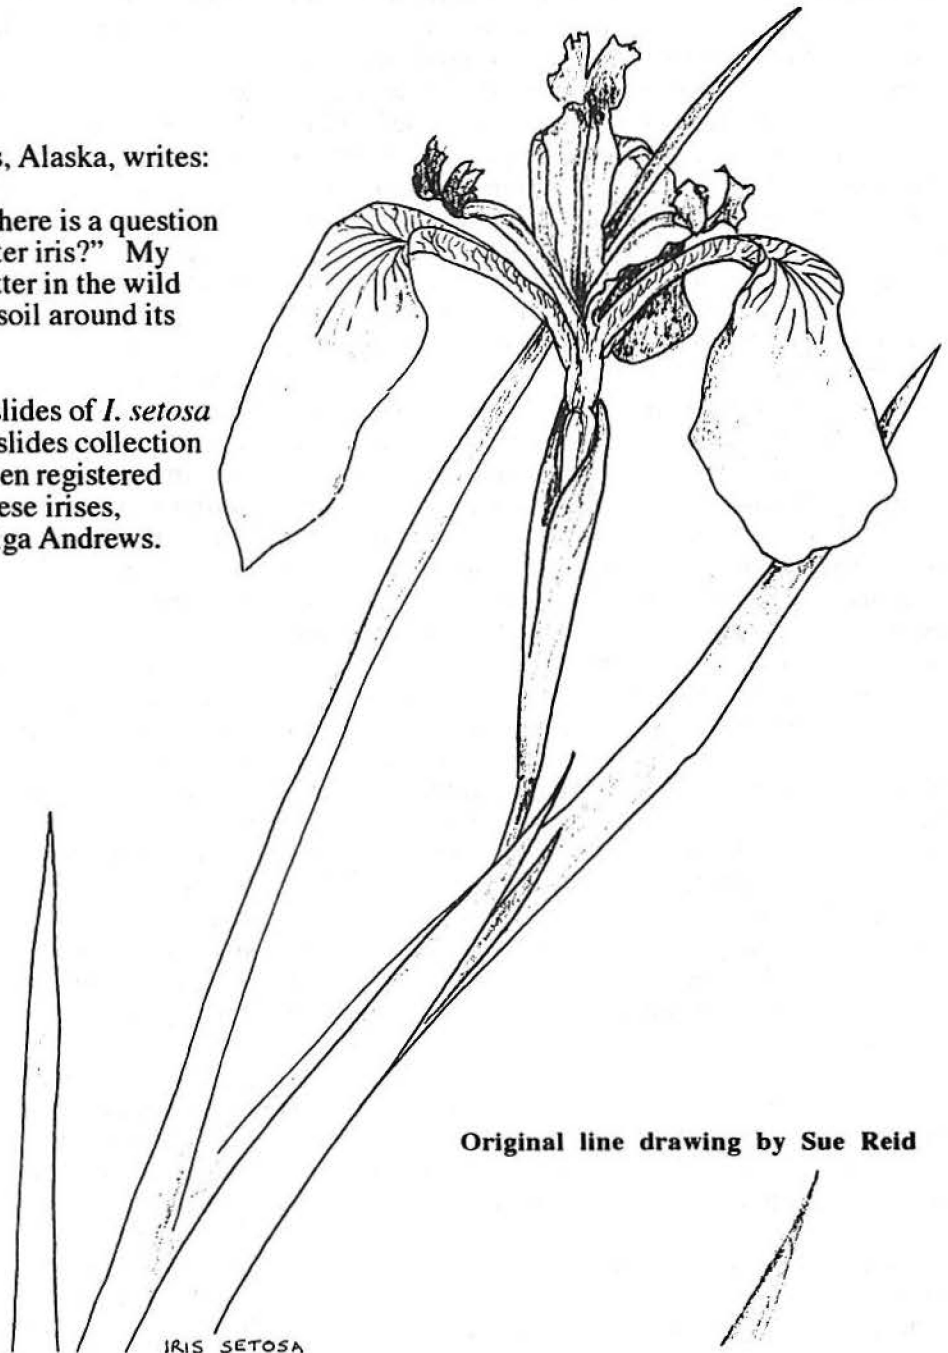 s, Alaska, writes:
here is a question
ter iris?" My
tter in the wild
soil around its
slides of I. setosa
slides collection
en registered
ese irises,
ga Andrews.
Original line drawing by Sue Reid
IRIS SETOSA